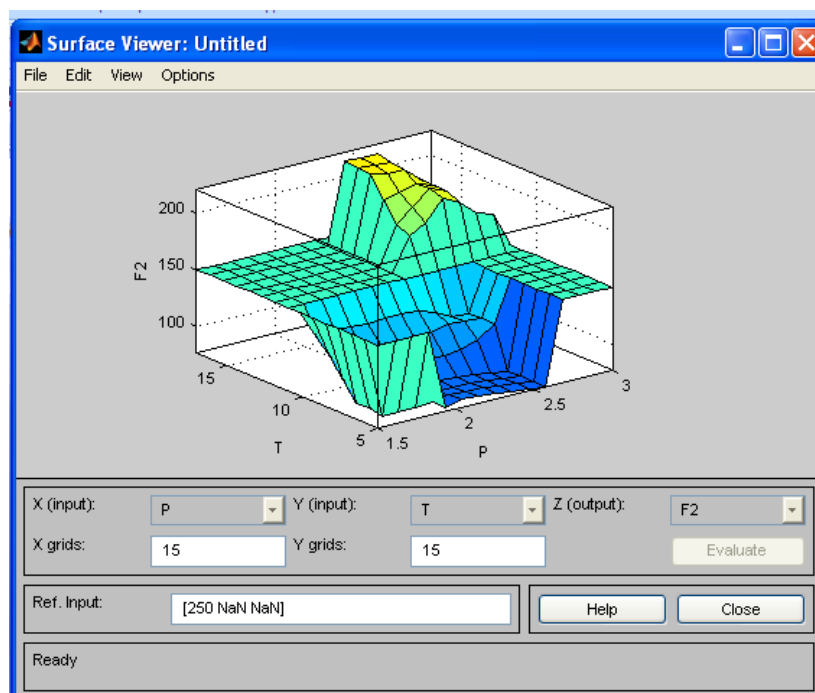 Surface Viewer: Untitled
File Edit View Options
200
150
100
F2
15
10
5
T
1.5
2
2.5
3
P
X (input): P Y (input): T Z (output): F2
X grids: 15 Y grids: 15 Evaluate
Ref. Input: [250 NaN NaN] Help Close
Ready